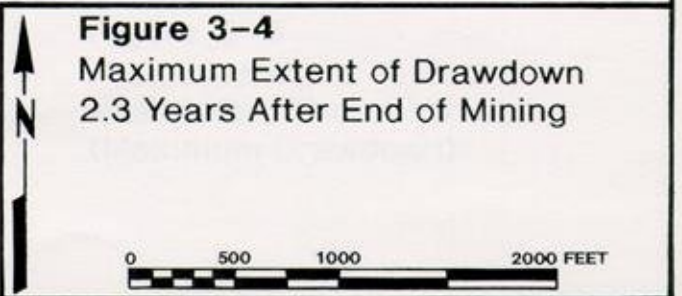 Figure 3-4
Maximum Extent of Drawdown
2.3 Years After End of Mining
N
0 500 1000 2000 FEET